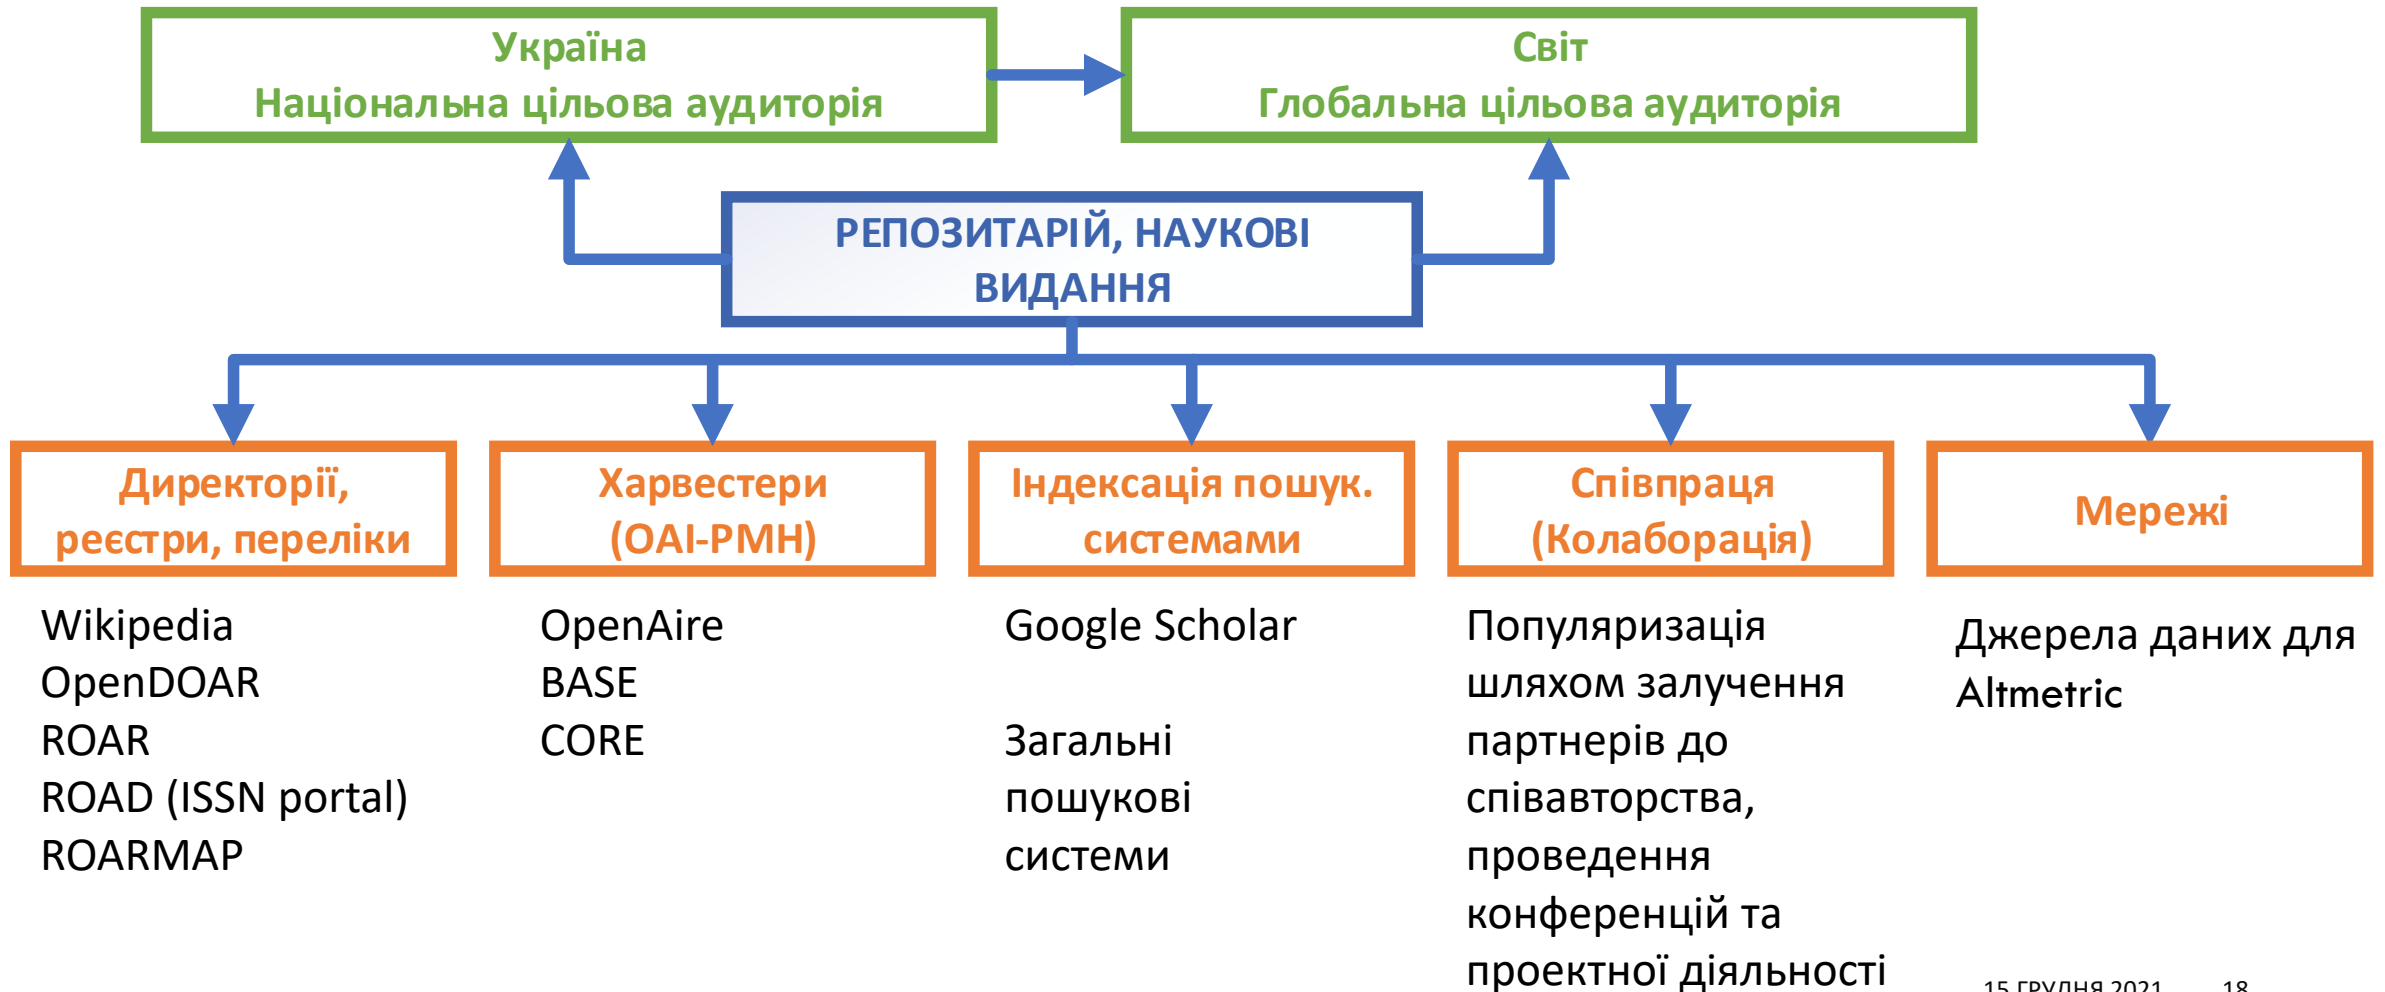 Україна
Національна цільова аудиторія
Світ
Глобальна цільова аудиторія
РЕПОЗИТАРІЙ, НАУКОВІ
ВИДАННЯ
Директорії,
реєстри, переліки
Wikipedia
OpenDOAR
ROAR
ROAD (ISSN portal)
ROARMAP
Харвестери
(OAI-PMH)
OpenAire
BASE
CORE
Індексація пошук.
системами
Google Scholar
Загальні
пошукові
системи
Співпраця
(Колаборація)
Популяризація
шляхом залучення
партнерів до
співавторства,
проведення
конференцій та
проектної діяльності
Мережі
Джерела даних для
Altmetric
15 ГРУДНЯ 2021
18